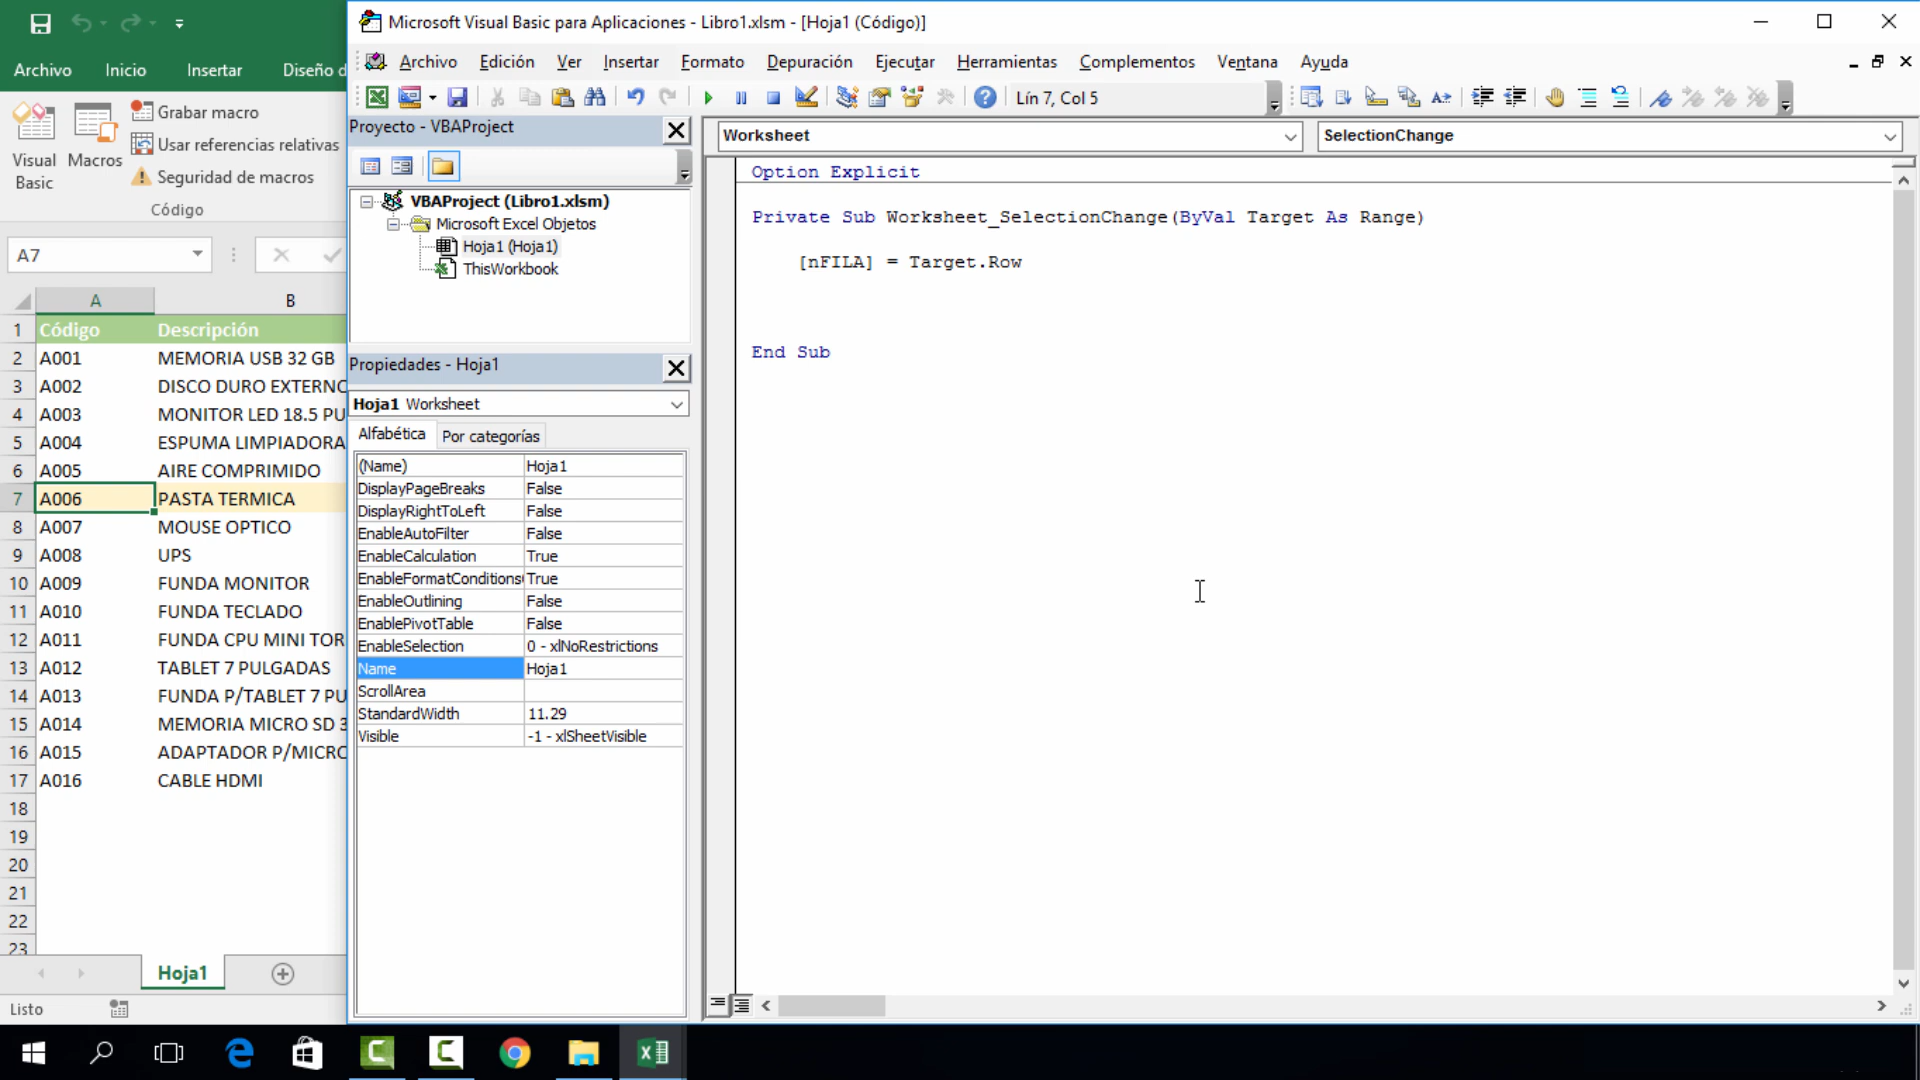 Microsoft Visual Basic para Aplicaciones - Libro1.xlsm - [Hoja1 (Código)]
Archivo Inicio Insertar Diseño d
Archivo Edición Ver Insertar Formato Depuración Ejecutar Herramientas Complementos Ventana Ayuda
Lín 7, Col 5
Visual Basic
Macros
Grabar macro
Usar referencias relativas
Seguridad de macros
Código
A7
A B
1 Código Descripción
2 A001 MEMORIA USB 32 GB
3 A002 DISCO DURO EXTERNO
4 A003 MONITOR LED 18.5 PU
5 A004 ESPUMA LIMPIADORA
6 A005 AIRE COMPRIMIDO
7 A006 PASTA TERMICA
8 A007 MOUSE OPTICO
9 A008 UPS
10 A009 FUNDA MONITOR
11 A010 FUNDA TECLADO
12 A011 FUNDA CPU MINI TOR
13 A012 TABLET 7 PULGADAS
14 A013 FUNDA P/TABLET 7 PU
15 A014 MEMORIA MICRO SD 3
16 A015 ADAPTADOR P/MICRO
17 A016 CABLE HDMI
18
19
20
21
22
23
Hoja1
Listo
Proyecto - VBAProject
VBAProject (Libro1.xlsm)
Microsoft Excel Objetos
Hoja1 (Hoja1)
ThisWorkbook
Propiedades - Hoja1
Hoja1 Worksheet
Alfabética Por categorías
(Name) Hoja1
DisplayPageBreaks False
DisplayRightToLeft False
EnableAutoFilter False
EnableCalculation True
EnableFormatConditions True
EnableOutlining False
EnablePivotTable False
EnableSelection 0 - xlNoRestrictions
Name Hoja1
ScrollArea
StandardWidth 11.29
Visible -1 - xlSheetVisible
Worksheet SelectionChange
Option Explicit
Private Sub Worksheet_SelectionChange(ByVal Target As Range)
[nFILA] = Target.Row
End Sub